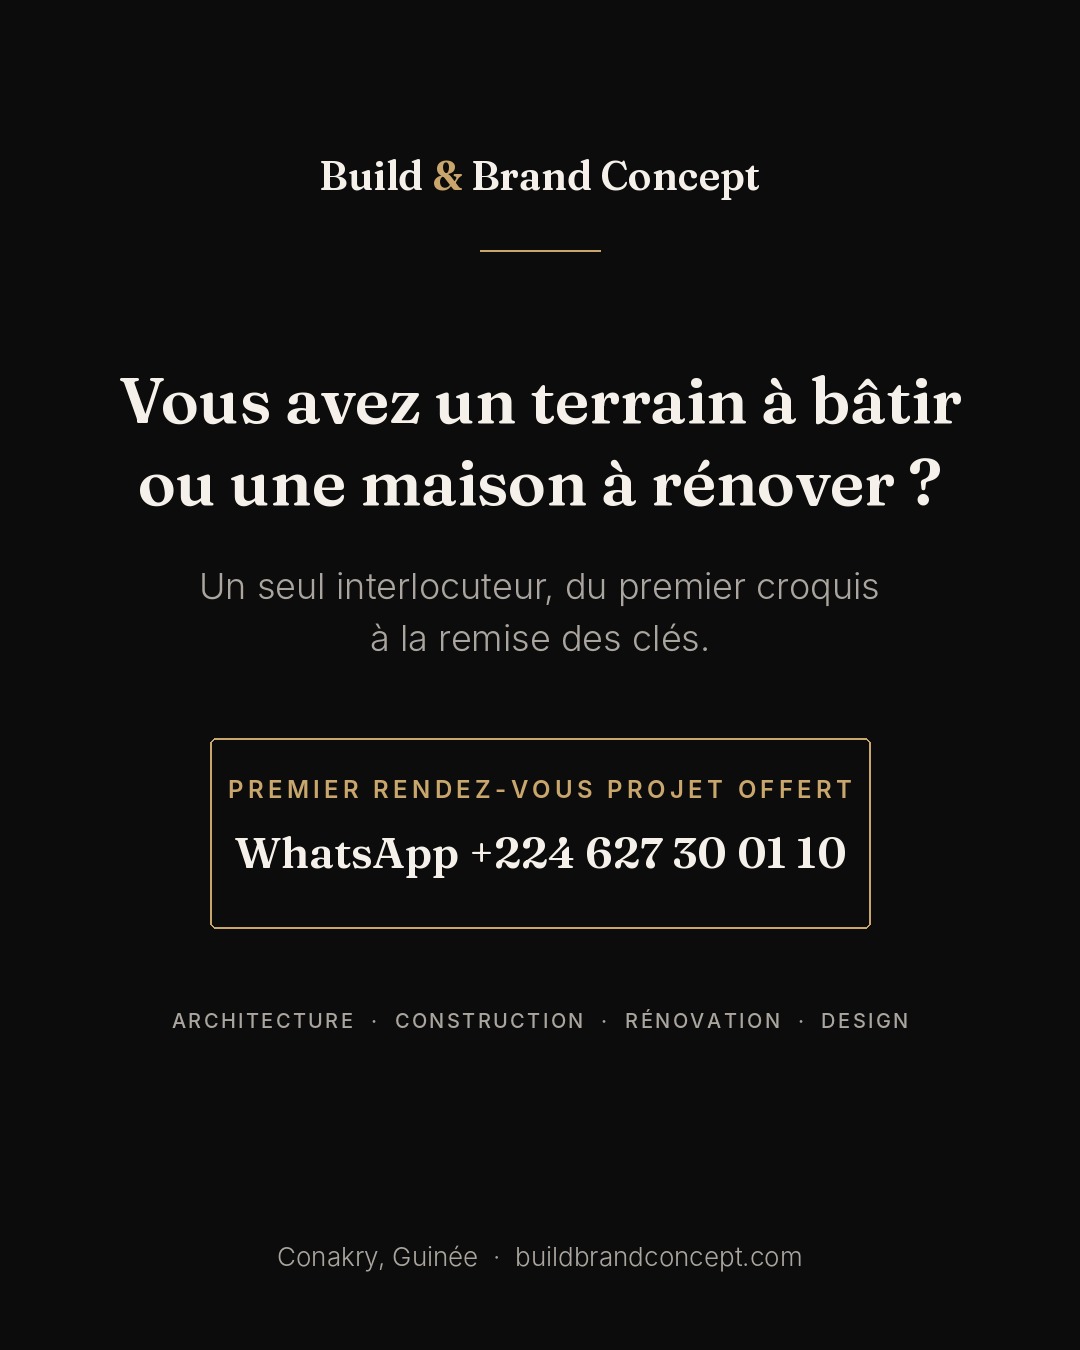 Build & Brand Concept
Vous avez un terrain à bâtir
ou une maison à rénover ?
Un seul interlocuteur, du premier croquis
à la remise des clés.
PREMIER RENDEZ-VOUS PROJET OFFERT
WhatsApp +224 627 30 01 10
ARCHITECTURE · CONSTRUCTION · RÉNOVATION · DESIGN
Conakry, Guinée · buildbrandconcept.com